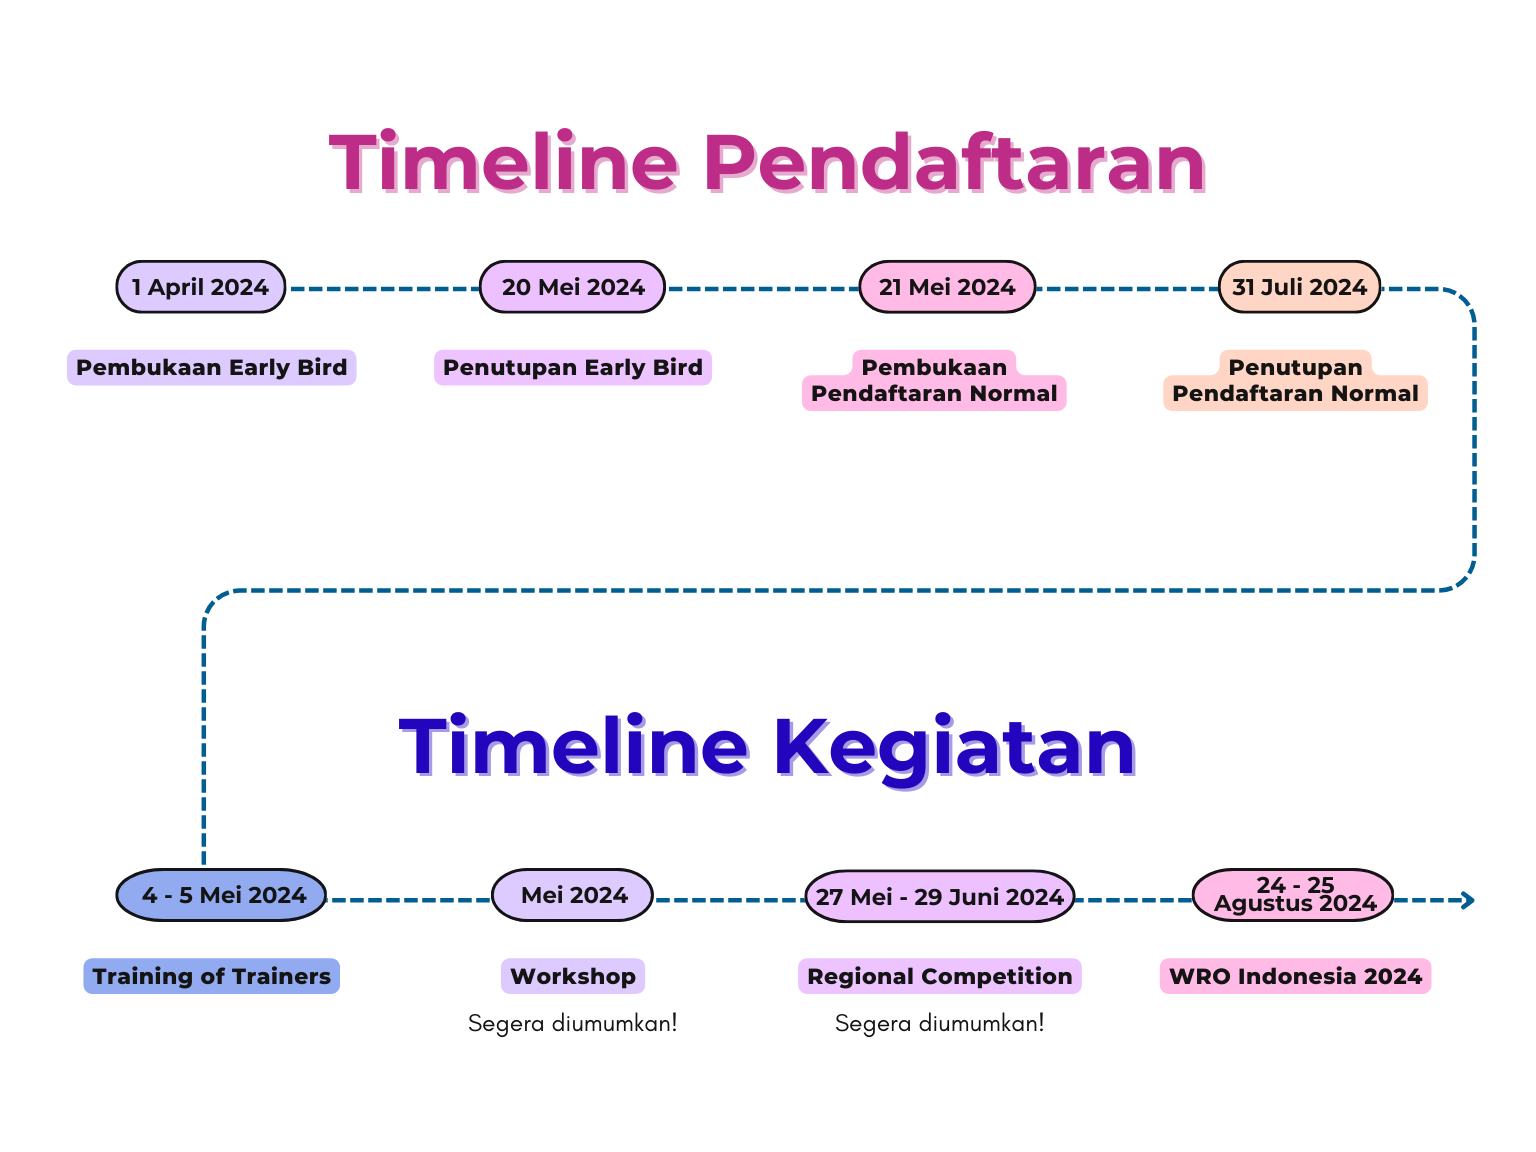 Timeline Pendaftaran
1 April 2024
20 Mei 2024
21 Mei 2024
31 Juli 2024
Pembukaan Early Bird
Penutupan Early Bird
Pembukaan
Pendaftaran Normal
Penutupan
Pendaftaran Normal
Timeline Kegiatan
4 - 5 Mei 2024
Mei 2024
27 Mei - 29 Juni 2024
24 - 25
Agustus 2024
Training of Trainers
Workshop
Regional Competition
WRO Indonesia 2024
Segera diumumkan!
Segera diumumkan!